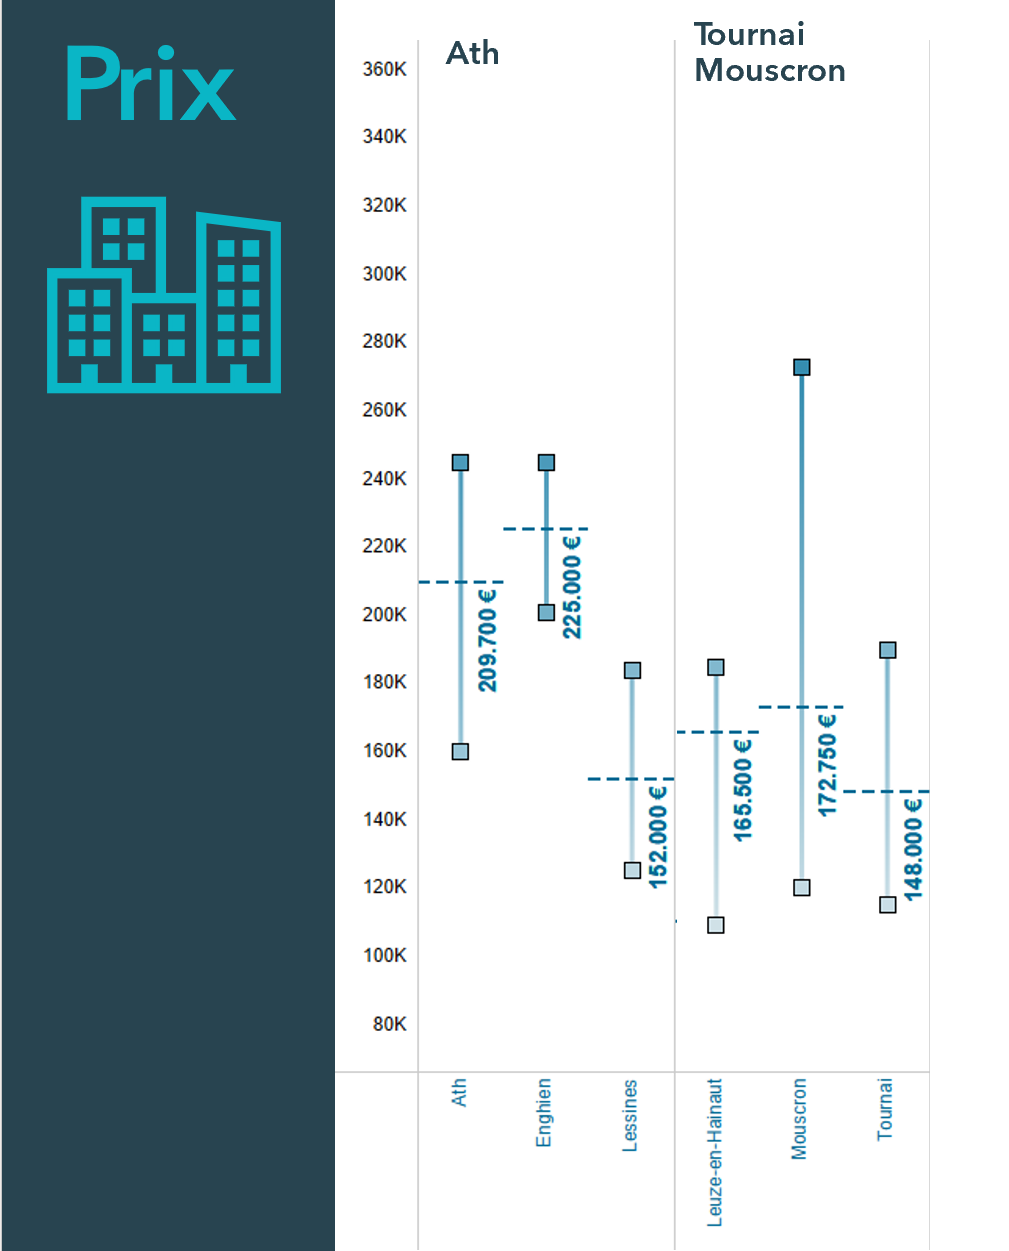 Prix
Ath
Tournai
Mouscron
360K
340K
320K
300K
280K
260K
240K
220K
200K
180K
160K
140K
120K
100K
80K
209.700 €
225.000 €
152.000 €
165.500 €
172.750 €
148.000 €
Ath
Enghien
Lessines
Leuze-en-Hainaut
Mouscron
Tournai